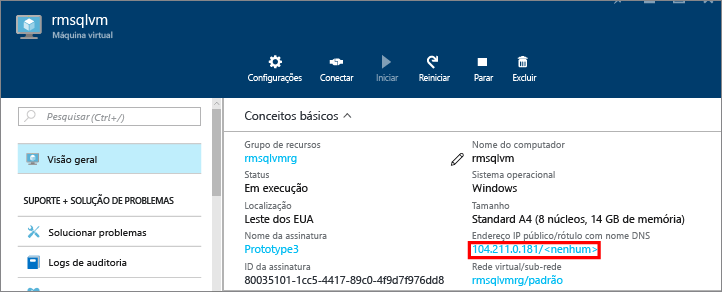 rmsqlvm
Máquina virtual
Configurações
Conectar
Iniciar
Reiniciar
Parar
Excluir
Pesquisar (Ctrl+/)
Visão geral
SUPORTE + SOLUÇÃO DE PROBLEMAS
Solucionar problemas
Logs de auditoria
Conceitos básicos
Grupo de recursos
rmsqlvmrg
Status
Em execução
Localização
Leste dos EUA
Nome da assinatura
Prototype3
ID da assinatura
80035101-1cc5-4417-89c0-4f9d7f976dd8
Nome do computador
rmsqlvm
Sistema operacional
Windows
Tamanho
Standard A4 (8 núcleos, 14 GB de memória)
Endereço IP público/rótulo com nome DNS
104.211.0.181/<nenhum>
Rede virtual/sub-rede
rmsqlvmrg/padrão